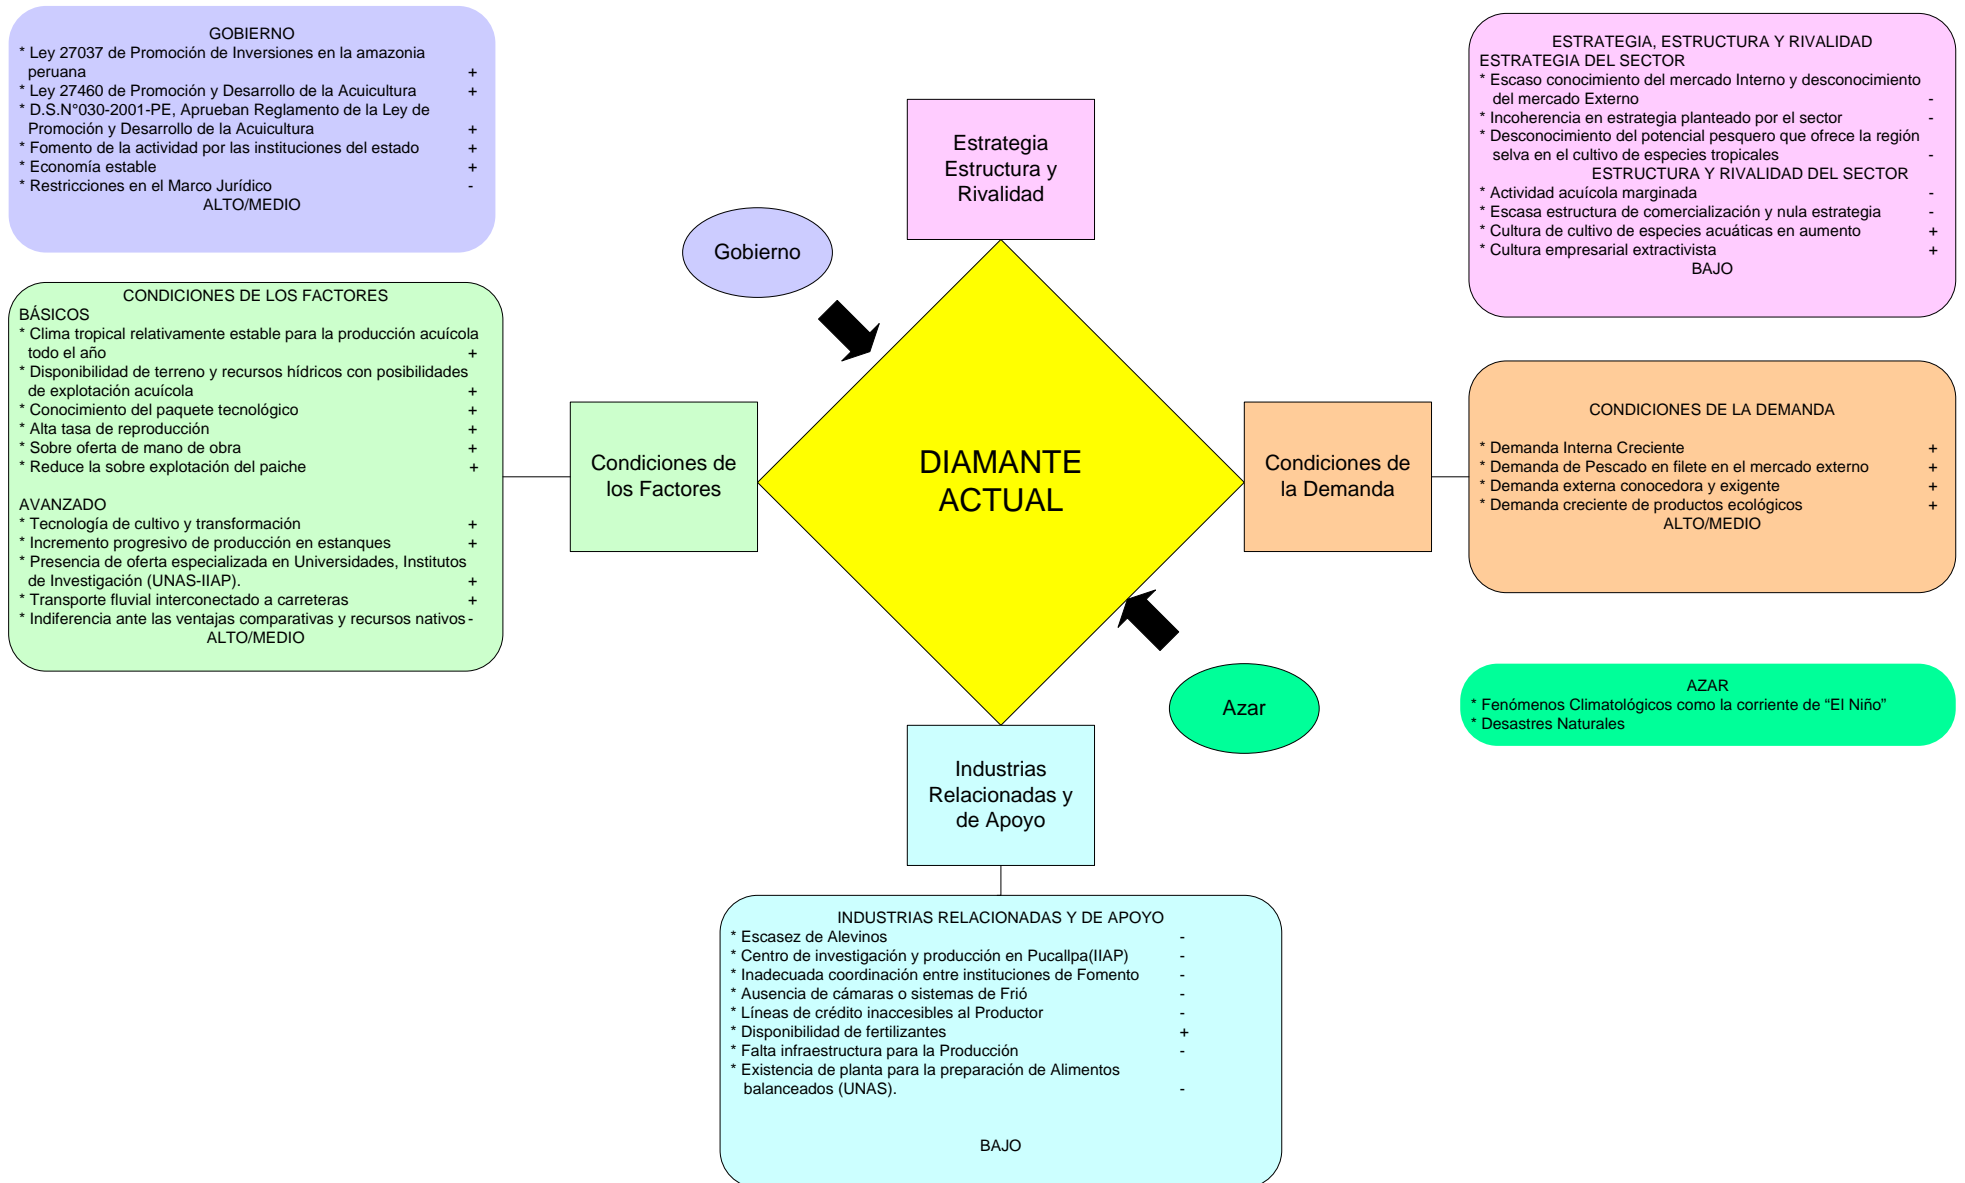 GOBIERNO
* Ley 27037 de Promoción de Inversiones en la amazonia
peruana +
* Ley 27460 de Promoción y Desarrollo de la Acuicultura +
* D.S.N°030-2001-PE, Aprueban Reglamento de la Ley de
Promoción y Desarrollo de la Acuicultura +
* Fomento de la actividad por las instituciones del estado +
* Economía estable +
* Restricciones en el Marco Jurídico -
ALTO/MEDIO
CONDICIONES DE LOS FACTORES
BÁSICOS
* Clima tropical relativamente estable para la producción acuícola
todo el año +
* Disponibilidad de terreno y recursos hídricos con posibilidades
de explotación acuícola +
* Conocimiento del paquete tecnológico +
* Alta tasa de reproducción +
* Sobre oferta de mano de obra +
* Reduce la sobre explotación del paiche +
AVANZADO
* Tecnología de cultivo y transformación +
* Incremento progresivo de producción en estanques +
* Presencia de oferta especializada en Universidades, Institutos
de Investigación (UNAS-IIAP). +
* Transporte fluvial interconectado a carreteras +
* Indiferencia ante las ventajas comparativas y recursos nativos -
ALTO/MEDIO
Gobierno
Estrategia
Estructura y
Rivalidad
Condiciones de
los Factores
DIAMANTE
ACTUAL
Condiciones de
la Demanda
Azar
Industrias
Relacionadas y
de Apoyo
ESTRATEGIA, ESTRUCTURA Y RIVALIDAD
ESTRATEGIA DEL SECTOR
* Escaso conocimiento del mercado Interno y desconocimiento
del mercado Externo -
* Incoherencia en estrategia planteado por el sector -
* Desconocimiento del potencial pesquero que ofrece la región
selva en el cultivo de especies tropicales -
ESTRUCTURA Y RIVALIDAD DEL SECTOR
* Actividad acuícola marginada -
* Escasa estructura de comercialización y nula estrategia -
* Cultura de cultivo de especies acuáticas en aumento +
* Cultura empresarial extractivista +
BAJO
CONDICIONES DE LA DEMANDA
* Demanda Interna Creciente +
* Demanda de Pescado en filete en el mercado externo +
* Demanda externa conocedora y exigente +
* Demanda creciente de productos ecológicos +
ALTO/MEDIO
AZAR
* Fenómenos Climatológicos como la corriente de “El Niño”
* Desastres Naturales
INDUSTRIAS RELACIONADAS Y DE APOYO
* Escasez de Alevinos -
* Centro de investigación y producción en Pucallpa(IIAP) -
* Inadecuada coordinación entre instituciones de Fomento -
* Ausencia de cámaras o sistemas de Frió -
* Líneas de crédito inaccesibles al Productor -
* Disponibilidad de fertilizantes +
* Falta infraestructura para la Producción -
* Existencia de planta para la preparación de Alimentos
balanceados (UNAS). -
BAJO